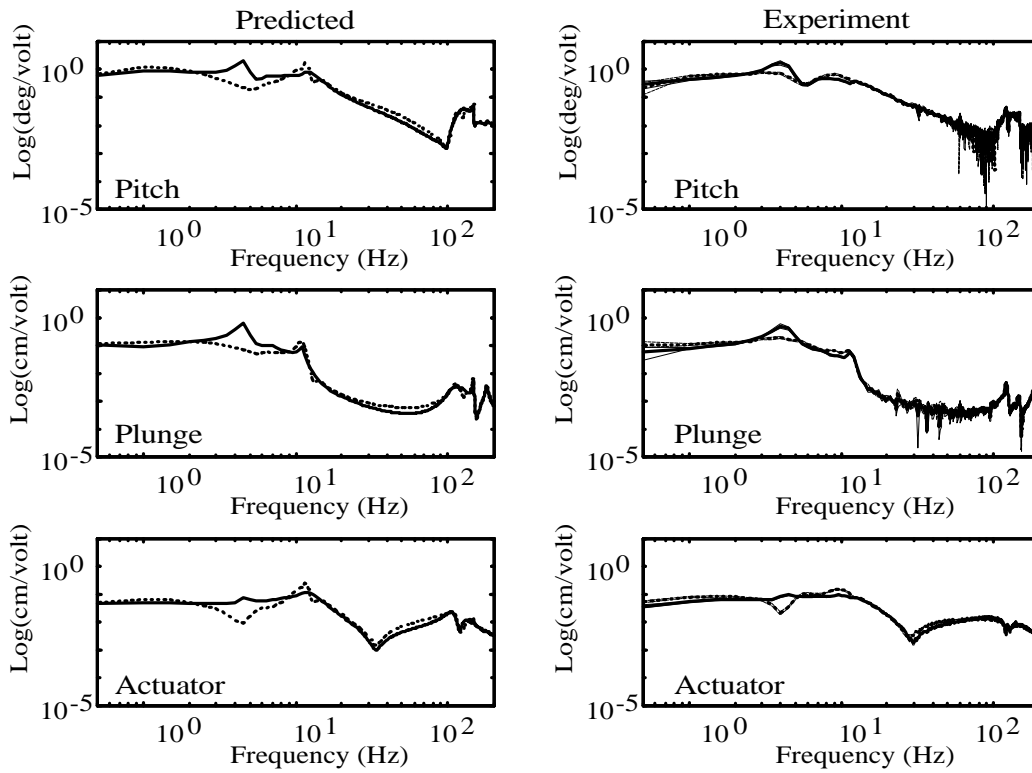 Predicted
Log(deg/volt)
10^0
10^-5
Pitch
10^0 10^1 10^2
Frequency (Hz)
Experiment
Log(deg/volt)
10^0
10^-5
Pitch
10^0 10^1 10^2
Frequency (Hz)
Log(cm/volt)
10^0
10^-5
Plunge
10^0 10^1 10^2
Frequency (Hz)
Log(cm/volt)
10^0
10^-5
Plunge
10^0 10^1 10^2
Frequency (Hz)
Log(cm/volt)
10^0
10^-5
Actuator
10^0 10^1 10^2
Frequency (Hz)
Log(cm/volt)
10^0
10^-5
Actuator
10^0 10^1 10^2
Frequency (Hz)